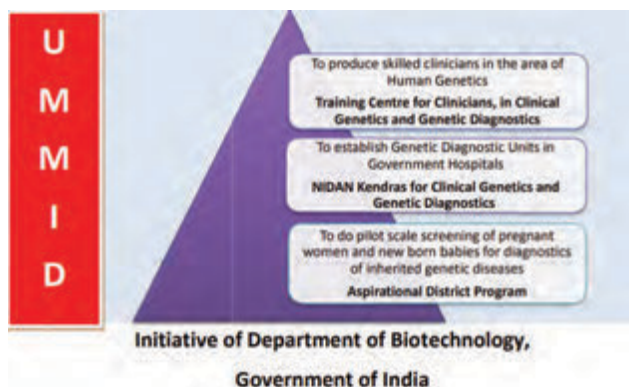 U
M
M
I
D
To produce skilled clinicians in the area of
Human Genetics
Training Centre for Clinicians, in Clinical
Genetics and Genetic Diagnostics
To establish Genetic Diagnostic Units in
Government Hospitals
NIDAN Kendras for Clinical Genetics and
Genetic Diagnostics
To do pilot scale screening of pregnant
women and new born babies for diagnostics
of inherited genetic diseases
Aspirational District Program
Initiative of Department of Biotechnology,
Government of India